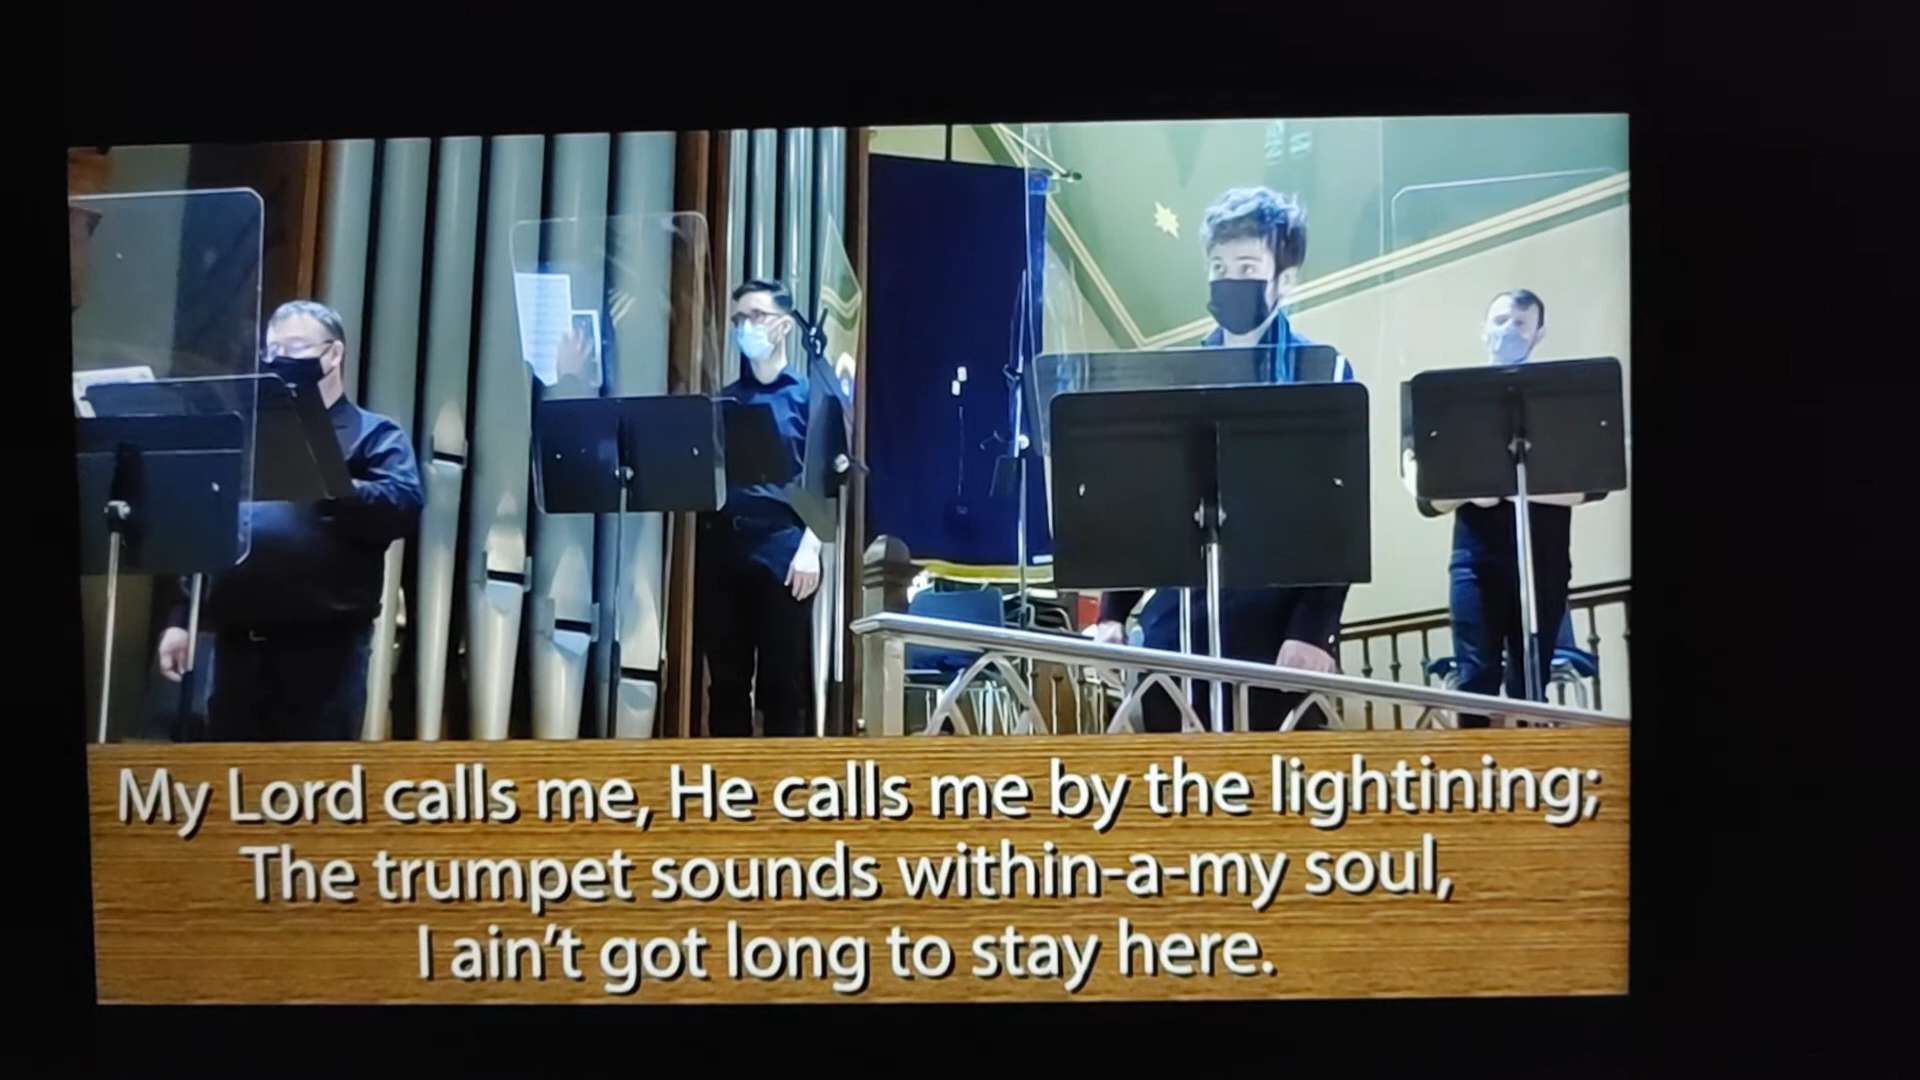 My Lord calls me, He calls me by the lightining;
The trumpet sounds within-a-my soul,
I ain't got long to stay here.